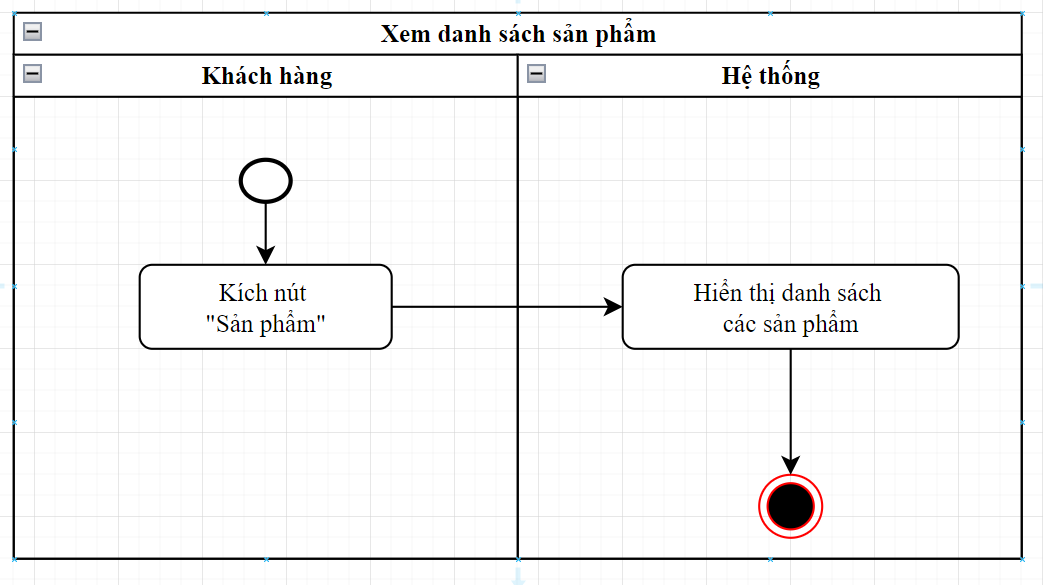 Xem danh sách sản phẩm
Khách hàng
Hệ thống
Kích nút
"Sản phẩm"
Hiển thị danh sách
các sản phẩm